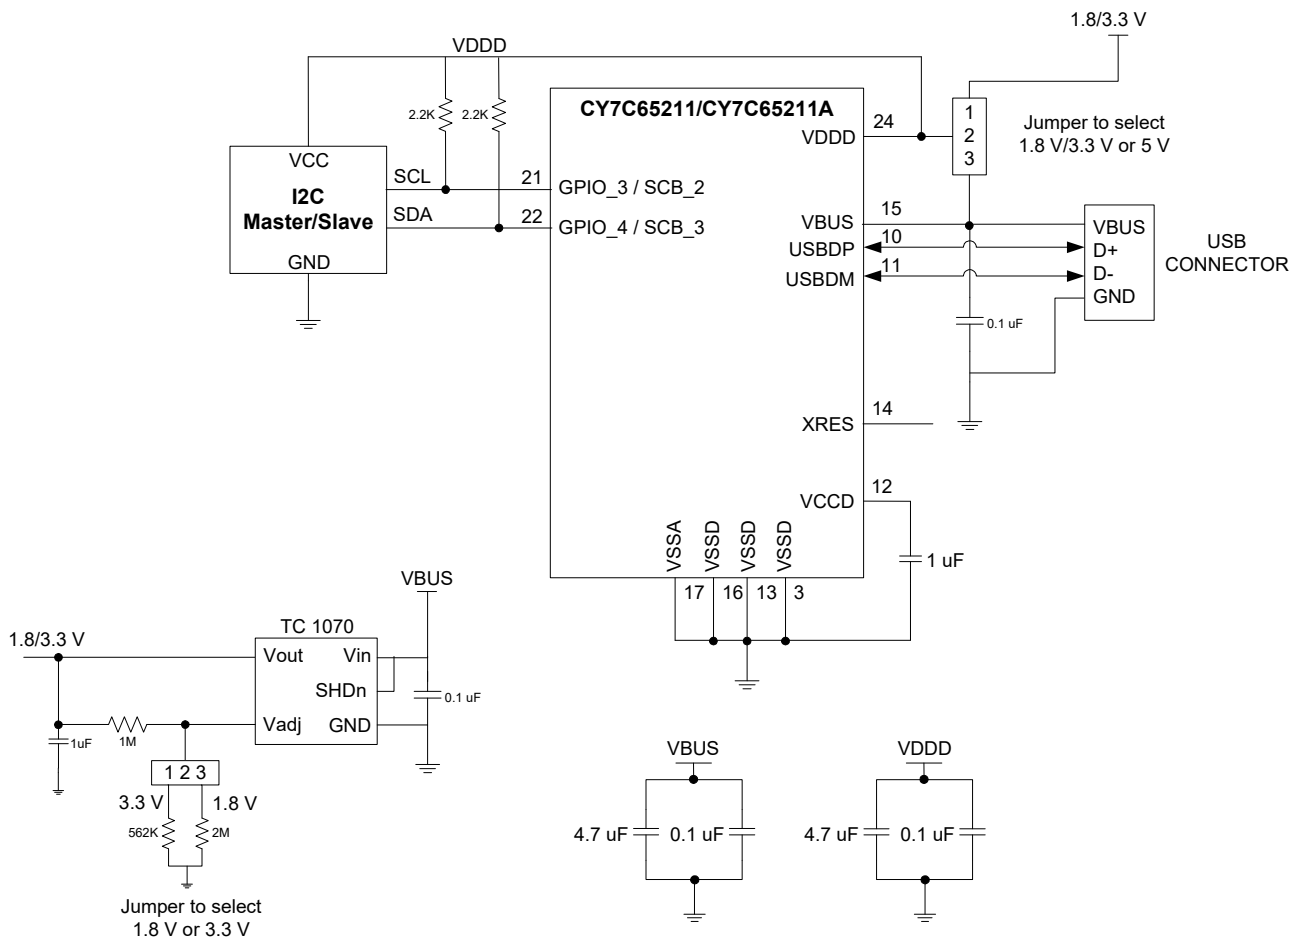 1.8/3.3 V
VDDD
2.2K
2.2K
CY7C65211/CY7C65211A
VDDD
24
1
2
3
Jumper to select
1.8 V/3.3 V or 5 V
VCC
I2C
Master/Slave
GND
SCL
SDA
21
22
GPIO_3 / SCB_2
GPIO_4 / SCB_3
VBUS
15
USBDP
10
USBDM
11
VBUS
D+
D-
GND
USB
CONNECTOR
0.1 uF
XRES
14
VCCD
12
1 uF
VSSA
VSSD
VSSD
VSSD
17
16
13
3
VBUS
1.8/3.3 V
TC 1070
Vout
Vin
SHDn
Vadj
GND
0.1 uF
1uF
1M
1 2 3
3.3 V
1.8 V
562K
2M
Jumper to select
1.8 V or 3.3 V
VBUS
4.7 uF
0.1 uF
VDDD
4.7 uF
0.1 uF